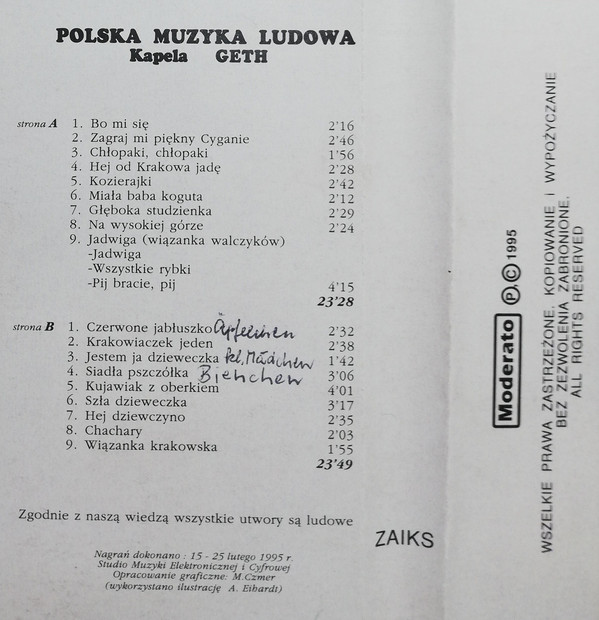 POLSKA MUZYKA LUDOWA
Kapela GETH
strona A 1. Bo mi się 2'16
2. Zagraj mi piękny Cyganie 2'46
3. Chłopaki, chłopaki 1'56
4. Hej od Krakowa jadę 2'28
5. Kozierajki 2'42
6. Miała baba koguta 2'12
7. Głęboka studzienka 2'29
8. Na wysokiej górze 2'24
9. Jadwiga (wiązanka walczyków)
-Jadwiga
-Wszystkie rybki
-Pij bracie, pij 4'15
23'28
strona B 1. Czerwone jabłuszko Äpfelchen 2'32
2. Krakowiaczek jeden 2'38
3. Jestem ja dzieweczka kl. Mädchen 1'42
4. Siadła pszczółka Bienchen 3'06
5. Kujawiak z oberkiem 4'01
6. Szła dzieweczka 3'17
7. Hej dziewczyno 2'35
8. Chachary 2'03
9. Wiązanka krakowska 1'55
23'49
Zgodnie z naszą wiedzą wszystkie utwory są ludowe
ZAIKS
Nagrań dokonano : 15 - 25 lutego 1995 r.
Studio Muzyki Elektronicznej i Cyfrowej
Opracowanie graficzne: M.Czmer
(wykorzystano ilustrację A. Eihardt)
Moderato Ⓟ,© 1995
WSZELKIE PRAWA ZASTRZEŻONE. KOPIOWANIE I WYPOŻYCZANIE
BEZ ZEZWOLENIA ZABRONIONE.
ALL RIGHTS RESERVED